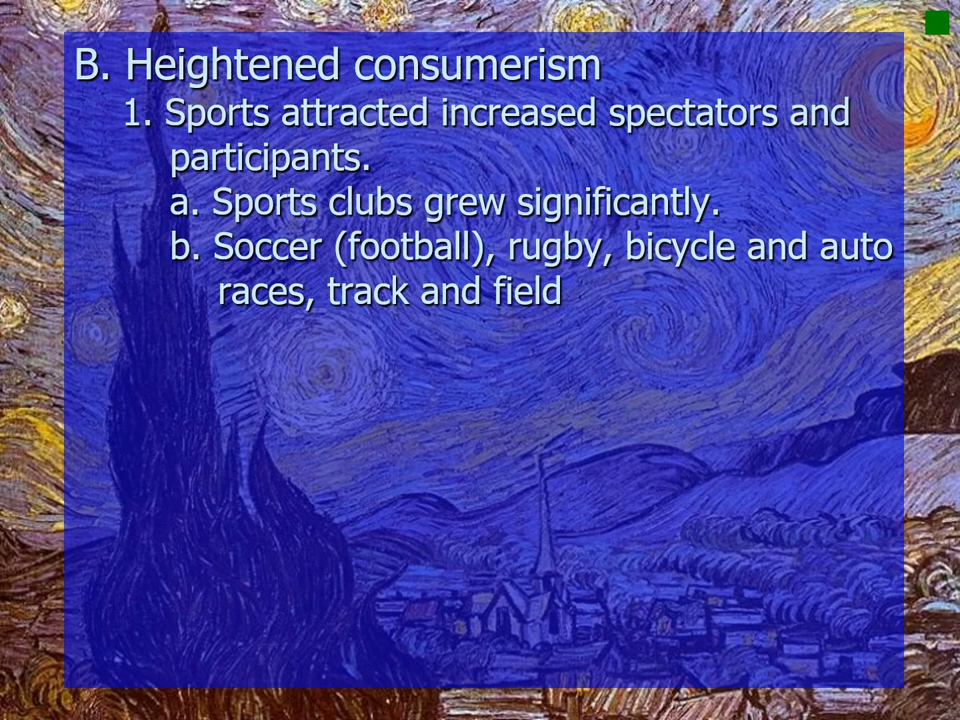 B. Heightened consumerism
1. Sports attracted increased spectators and
participants.
a. Sports clubs grew significantly.
b. Soccer (football), rugby, bicycle and auto
races, track and field